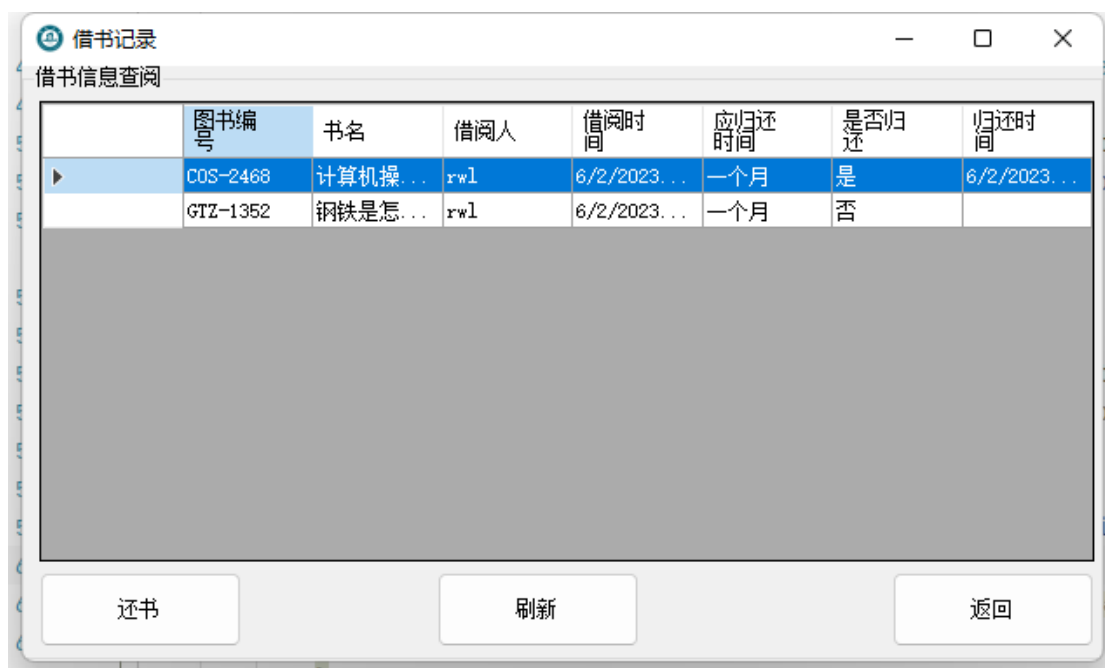 借书记录
借书信息查阅
图书编号 书名 借阅人 借阅时间 应归还时间 是否归还 归还时间
COS-2468 计算机操... rwl 6/2/2023... 一个月 是 6/2/2023...
GTZ-1352 钢铁是怎... rwl 6/2/2023... 一个月 否
还书 刷新 返回